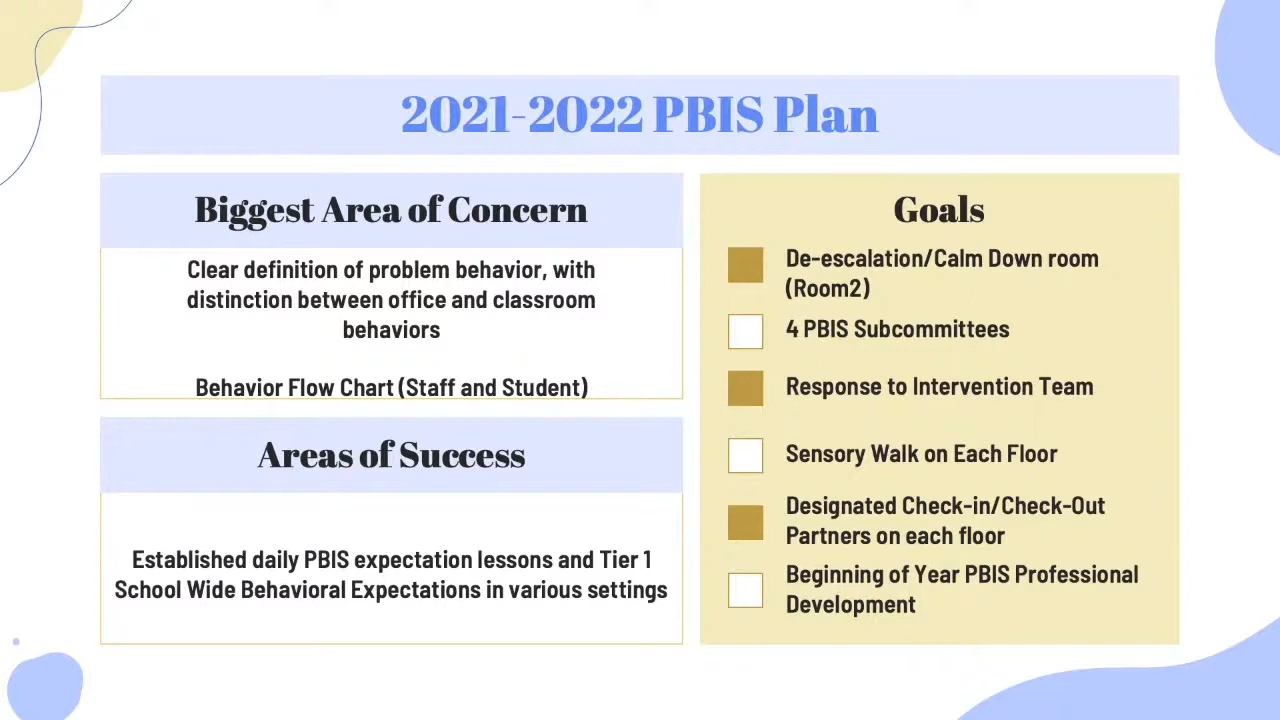 2021-2022 PBIS Plan
Biggest Area of Concern
Clear definition of problem behavior, with
distinction between office and classroom
behaviors
Behavior Flow Chart (Staff and Student)
Areas of Success
Established daily PBIS expectation lessons and Tier 1
School Wide Behavioral Expectations in various settings
Goals
De-escalation/Calm Down room
(Room2)
4 PBIS Subcommittees
Response to Intervention Team
Sensory Walk on Each Floor
Designated Check-in/Check-Out
Partners on each floor
Beginning of Year PBIS Professional
Development